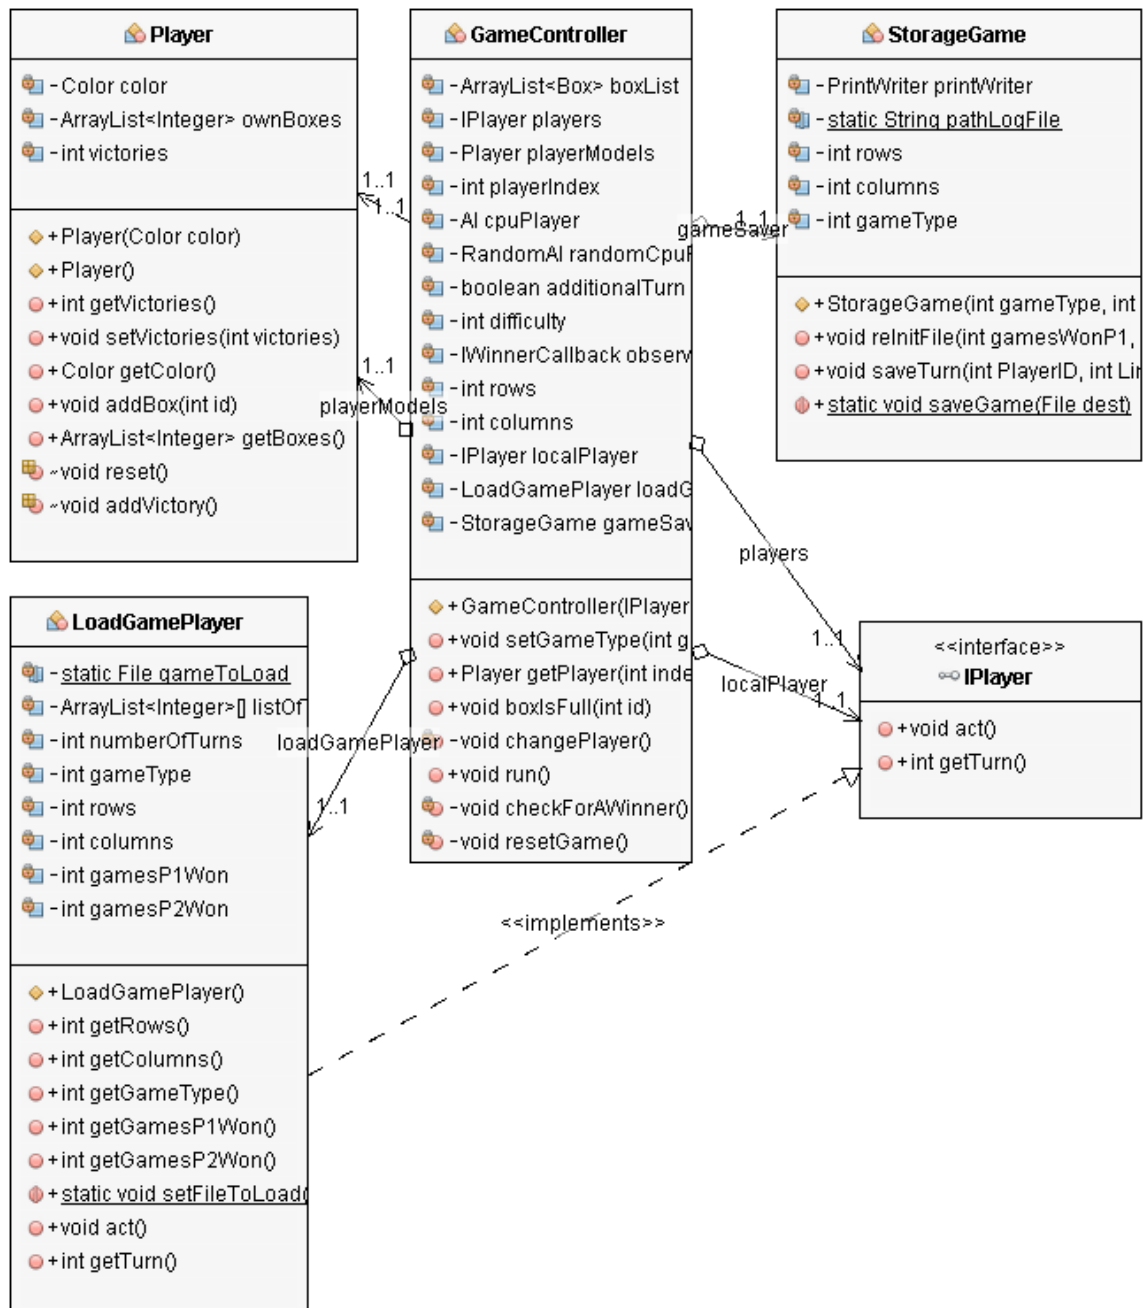 Player
- Color color
- ArrayList<Integer> ownBoxes
- int victories
+ Player(Color color)
+ Player()
+ int getVictories()
+ void setVictories(int victories)
+ Color getColor()
+ void addBox(int id)
+ ArrayList<Integer> getBoxes()
~ void reset()
~ void addVictory()
GameController
- ArrayList<Box> boxList
- IPlayer players
- Player playerModels
- int playerIndex
- AI cpuPlayer
- RandomAI randomCpuP
- boolean additionalTurn
- int difficulty
- IWinnerCallback observ
- int rows
- int columns
- IPlayer localPlayer
- LoadGamePlayer loadG
- StorageGame gameSav
+ GameController(IPlayer
+ void setGameType(int g
+ Player getPlayer(int inde
+ void boxIsFull(int id)
- void changePlayer()
+ void run()
- void checkForAWinner()
- void resetGame()
StorageGame
- PrintWriter printWriter
- static String pathLogFile
- int rows
- int columns
- int gameType
+ StorageGame(int gameType, int
+ void reInitFile(int gamesWonP1,
+ void saveTurn(int PlayerID, int Lin
+ static void saveGame(File dest)
1..1
1..1
1..1
playerModels
gameSaver
1..1
players
1..1
localPlayer
1..1
loadGamePlayer
1..1
<<implements>>
LoadGamePlayer
- static File gameToLoad
- ArrayList<Integer>[] listOfT
- int numberOfTurns
- int gameType
- int rows
- int columns
- int gamesP1Won
- int gamesP2Won
+ LoadGamePlayer()
+ int getRows()
+ int getColumns()
+ int getGameType()
+ int getGamesP1Won()
+ int getGamesP2Won()
+ static void setFileToLoad(
+ void act()
+ int getTurn()
<<interface>>
IPlayer
+ void act()
+ int getTurn()